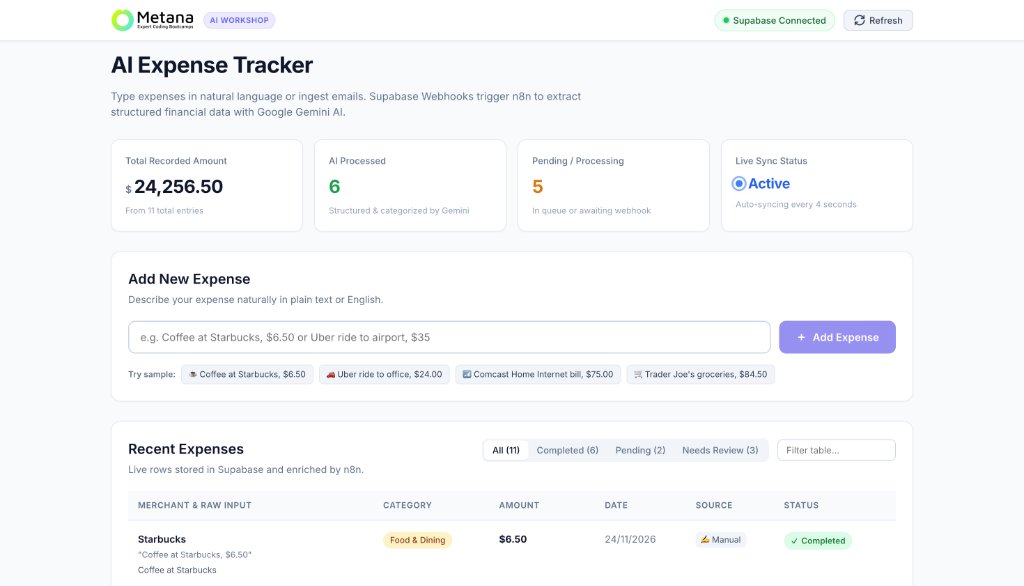 Metana
Expert Coding Bootcamps
AI WORKSHOP
Supabase Connected
Refresh
AI Expense Tracker
Type expenses in natural language or ingest emails. Supabase Webhooks trigger n8n to extract
structured financial data with Google Gemini AI.
Total Recorded Amount
$ 24,256.50
From 11 total entries
AI Processed
6
Structured & categorized by Gemini
Pending / Processing
5
In queue or awaiting webhook
Live Sync Status
Active
Auto-syncing every 4 seconds
Add New Expense
Describe your expense naturally in plain text or English.
e.g. Coffee at Starbucks, $6.50 or Uber ride to airport, $35
+ Add Expense
Try sample: ☕ Coffee at Starbucks, $6.50 🚗 Uber ride to office, $24.00 Comcast Home Internet bill, $75.00 🛒 Trader Joe's groceries, $84.50
Recent Expenses
All (11) Completed (6) Pending (2) Needs Review (3) Filter table...
Live rows stored in Supabase and enriched by n8n.
MERCHANT & RAW INPUT CATEGORY AMOUNT DATE SOURCE STATUS
Starbucks Food & Dining $6.50 24/11/2026 ✍ Manual ✓ Completed
"Coffee at Starbucks, $6.50"
Coffee at Starbucks